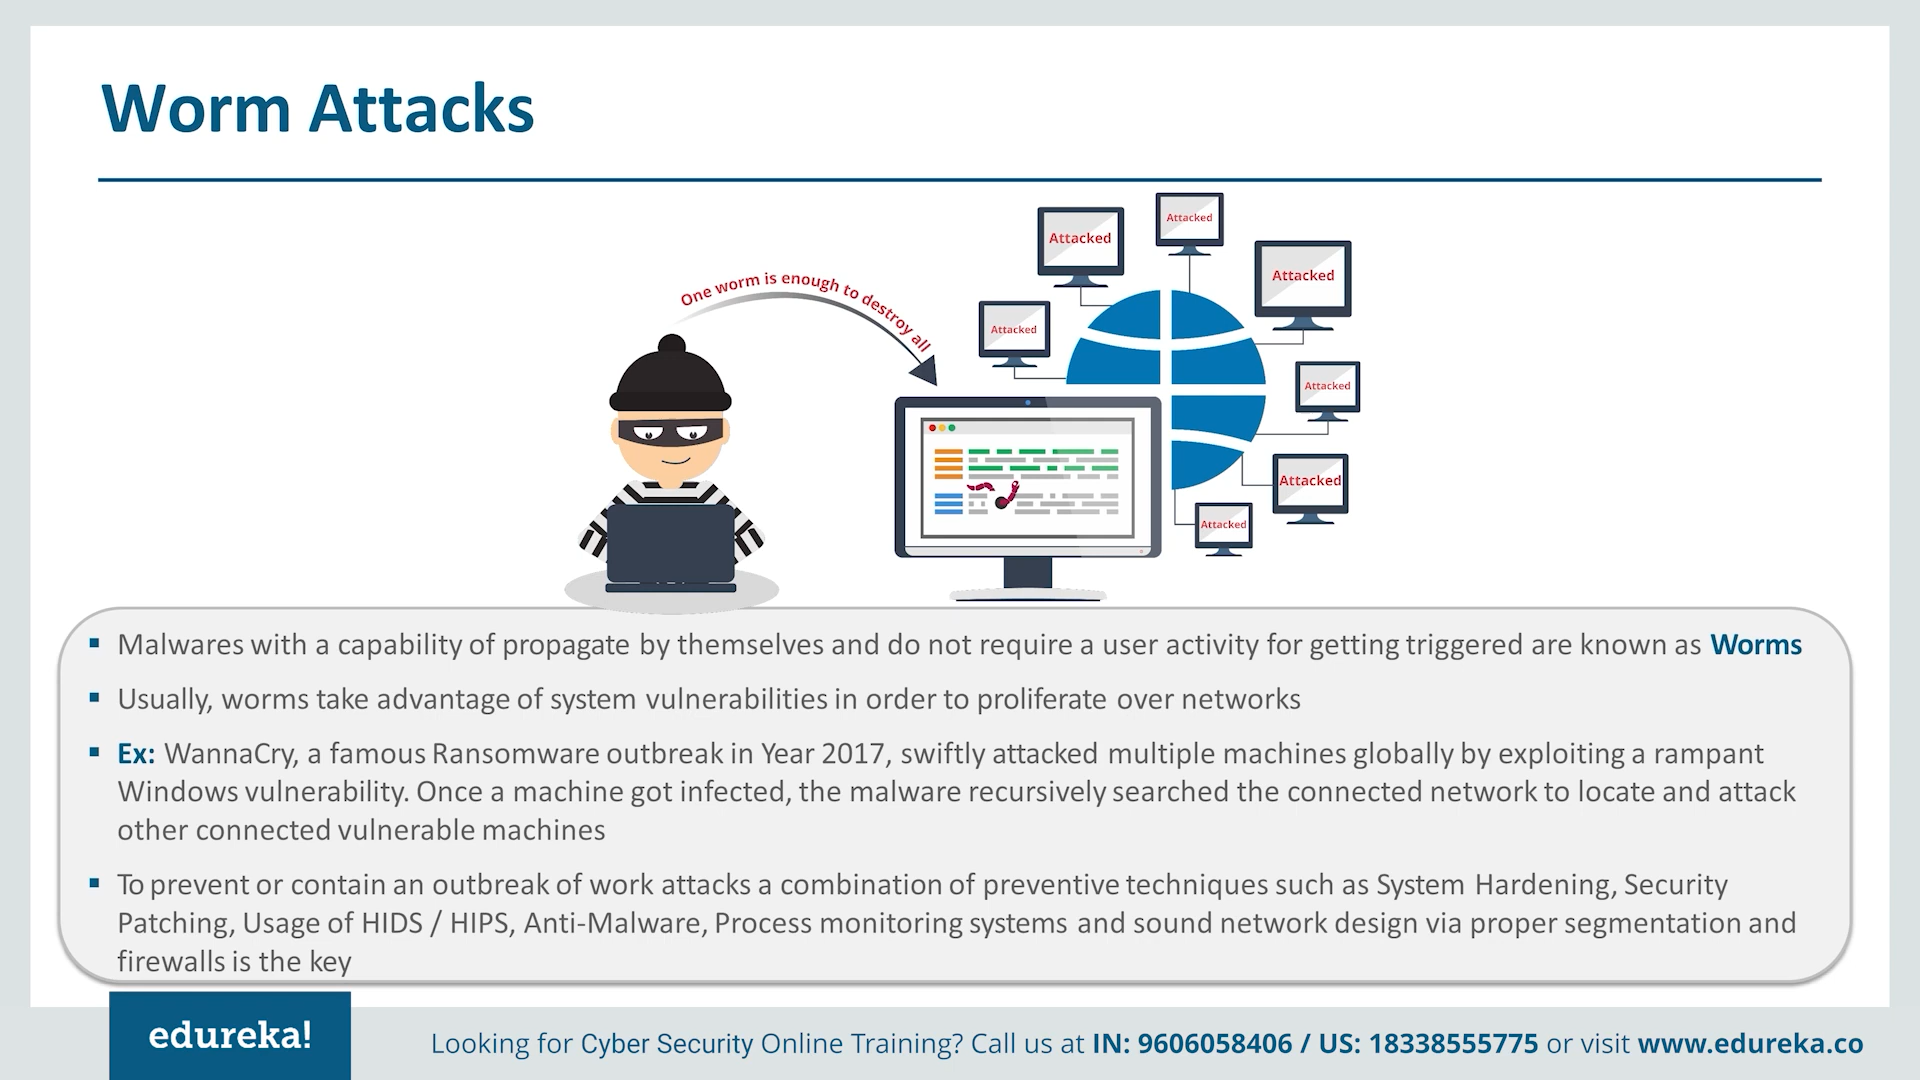 Worm Attacks
One worm is enough to destroy all
Attacked
Attacked
Attacked
Attacked
Attacked
Attacked
Attacked
Malwares with a capability of propagate by themselves and do not require a user activity for getting triggered are known as Worms
Usually, worms take advantage of system vulnerabilities in order to proliferate over networks
Ex: WannaCry, a famous Ransomware outbreak in Year 2017, swiftly attacked multiple machines globally by exploiting a rampant
Windows vulnerability. Once a machine got infected, the malware recursively searched the connected network to locate and attack
other connected vulnerable machines
To prevent or contain an outbreak of work attacks a combination of preventive techniques such as System Hardening, Security
Patching, Usage of HIDS / HIPS, Anti-Malware, Process monitoring systems and sound network design via proper segmentation and
firewalls is the key
edureka!
Looking for Cyber Security Online Training? Call us at IN: 9606058406 / US: 18338555775 or visit www.edureka.co